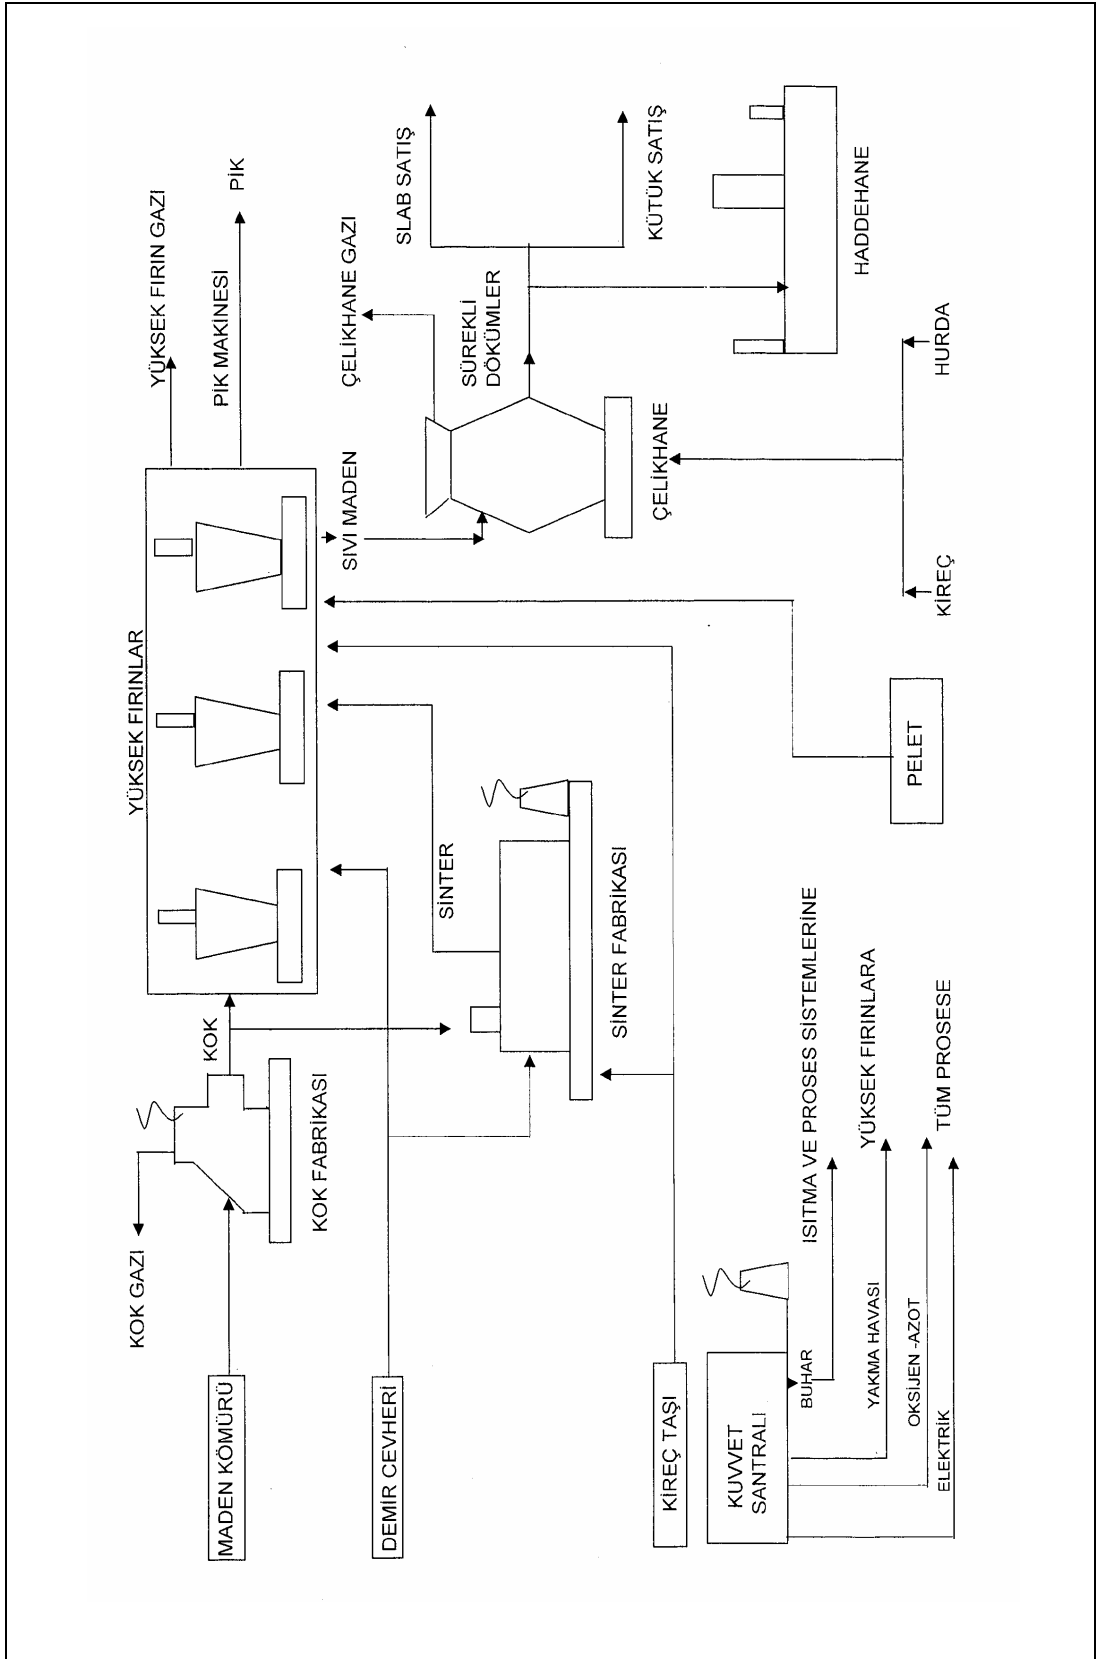 KOK GAZI
YÜKSEK FIRINLAR
YÜKSEK FIRIN GAZI
PİK MAKİNESİ
PİK
MADEN KÖMÜRÜ
KOK
KOK FABRİKASI
SIVI MADEN
ÇELİKHANE GAZI
SLAB SATIŞ
DEMİR CEVHERİ
SİNTER
SÜREKLİ
DÖKÜMLER
SİNTER FABRİKASI
ÇELİKHANE
KÜTÜK SATIŞ
KİREÇ TAŞI
KUVVET
SANTRALI
BUHAR
ISITMA VE PROSES SİSTEMLERİNE
HADDEHANE
YAKMA HAVASI
YÜKSEK FIRINLARA
PELET
KİREÇ
HURDA
OKSİJEN -AZOT
TÜM PROSESE
ELEKTRİK